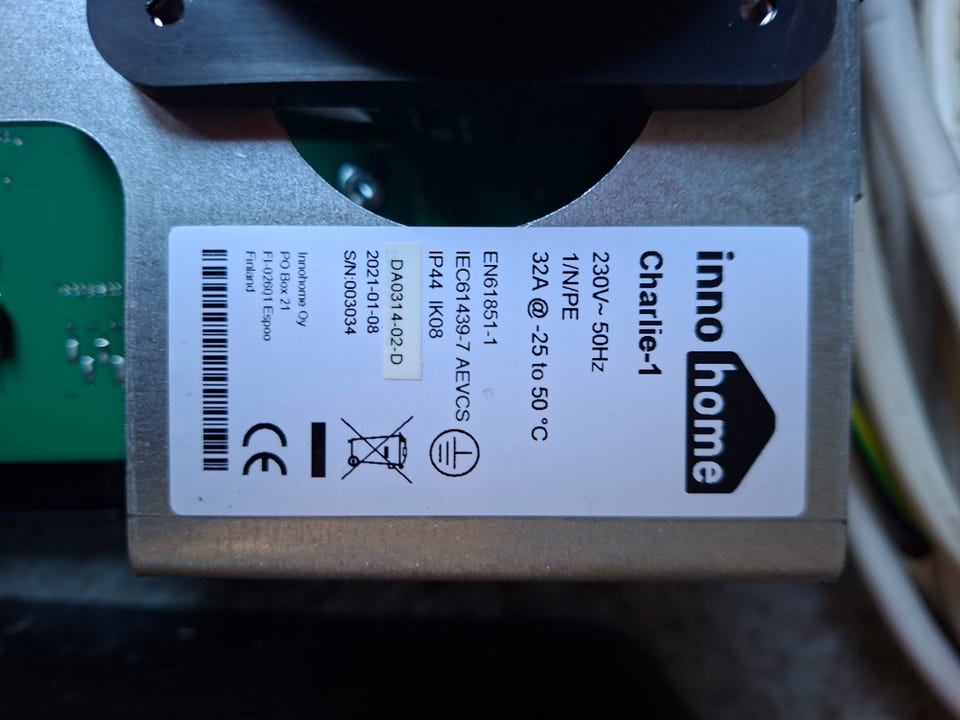 inno home
Charlie-1
230V~ 50Hz
1/N/PE
32A @ -25 to 50 °C
EN61851-1
IEC61439-7 AEVCS
IP44 IK08
DA0314-02-D
2021-01-08
S/N:003034
Innohome Oy
PO Box 21
FI-02601 Espoo
Finland
CE